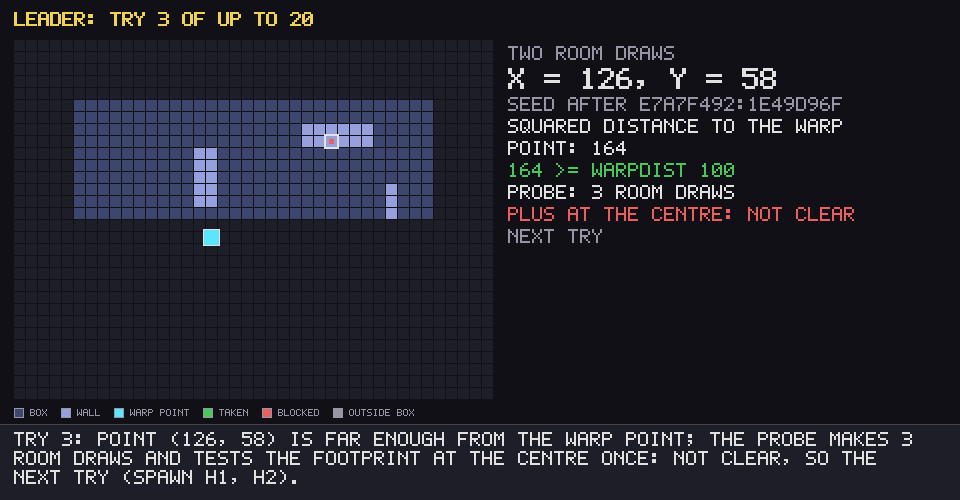 LEADER: TRY 3 OF UP TO 20
TWO ROOM DRAWS
X = 126, Y = 58
SEED AFTER E7A7F492:1E49D96F
SQUARED DISTANCE TO THE WARP
POINT: 164
164 >= WARPDIST 100
PROBE: 3 ROOM DRAWS
PLUS AT THE CENTRE: NOT CLEAR
NEXT TRY
BOX WALL WARP POINT TAKEN BLOCKED OUTSIDE BOX
TRY 3: POINT (126, 58) IS FAR ENOUGH FROM THE WARP POINT; THE PROBE MAKES 3
ROOM DRAWS AND TESTS THE FOOTPRINT AT THE CENTRE ONCE: NOT CLEAR, SO THE
NEXT TRY (SPAWN H1, H2).